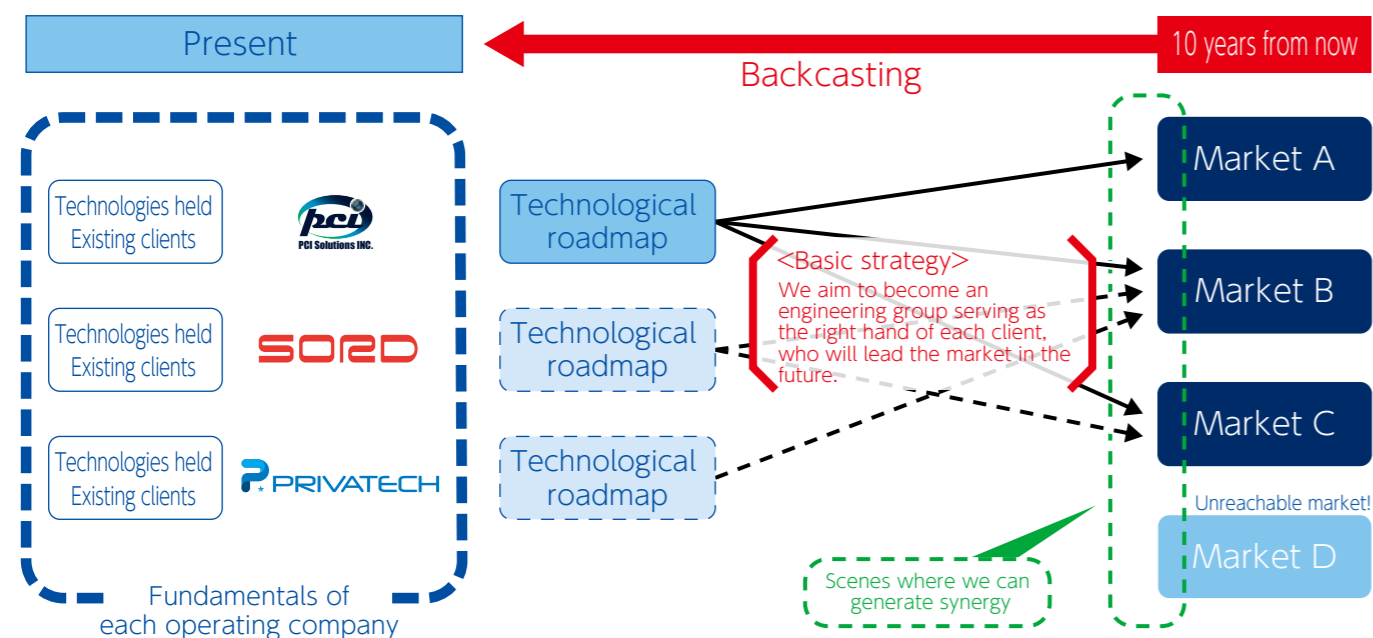 Present
10 years from now
Backcasting
Technologies held
Existing clients
pci
PCI Solutions INC.
Technological
roadmap
Market A
<Basic strategy>
We aim to become an
engineering group serving as
the right hand of each client,
who will lead the market in the
future.
Market B
Technologies held
Existing clients
SORD
Technological
roadmap
Market C
Technologies held
Existing clients
PRIVATECH
Technological
roadmap
Unreachable market!
Market D
Scenes where we can
generate synergy
Fundamentals of
each operating company